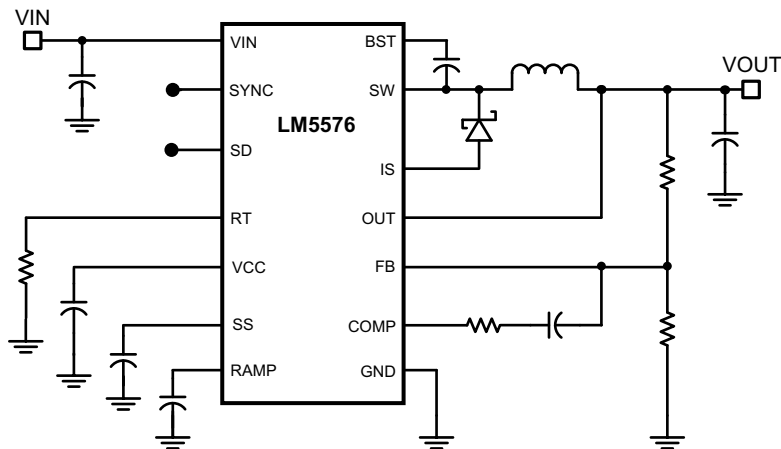 VIN
VOUT
LM5576
VIN
SYNC
SD
RT
VCC
SS
RAMP
BST
SW
IS
OUT
FB
COMP
GND